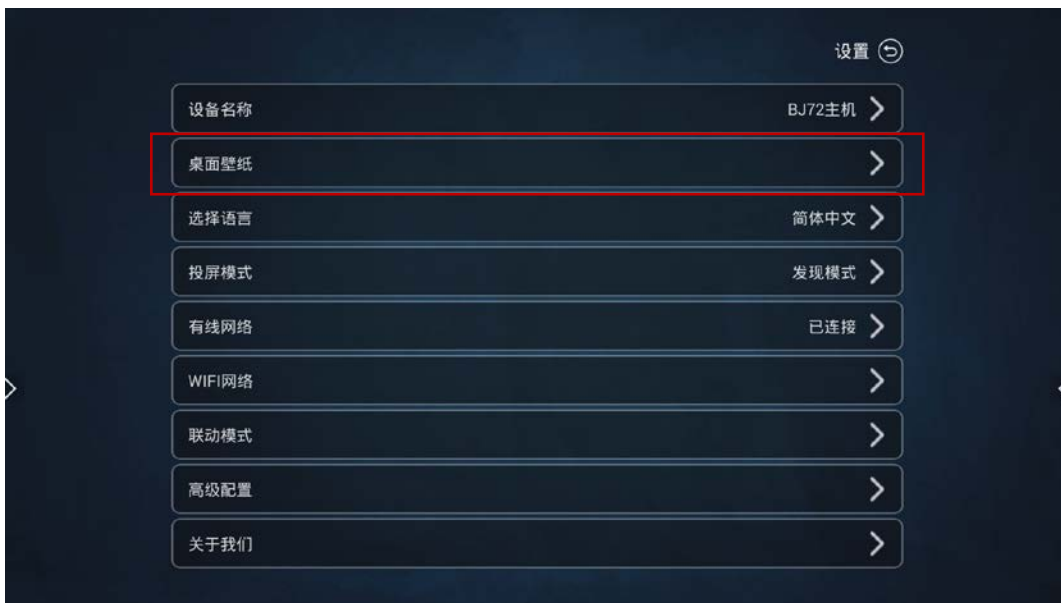 设置
设备名称 BJ72主机
桌面壁纸
选择语言 简体中文
投屏模式 发现模式
有线网络 已连接
WIFI网络
联动模式
高级配置
关于我们